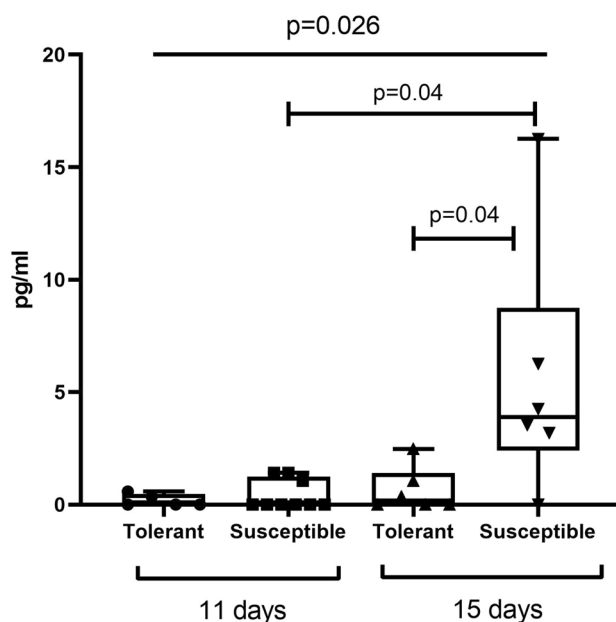 p=0.026
20
p=0.04
15
p=0.04
pg/ml
10
5
0
Tolerant Susceptible Tolerant Susceptible
11 days 15 days